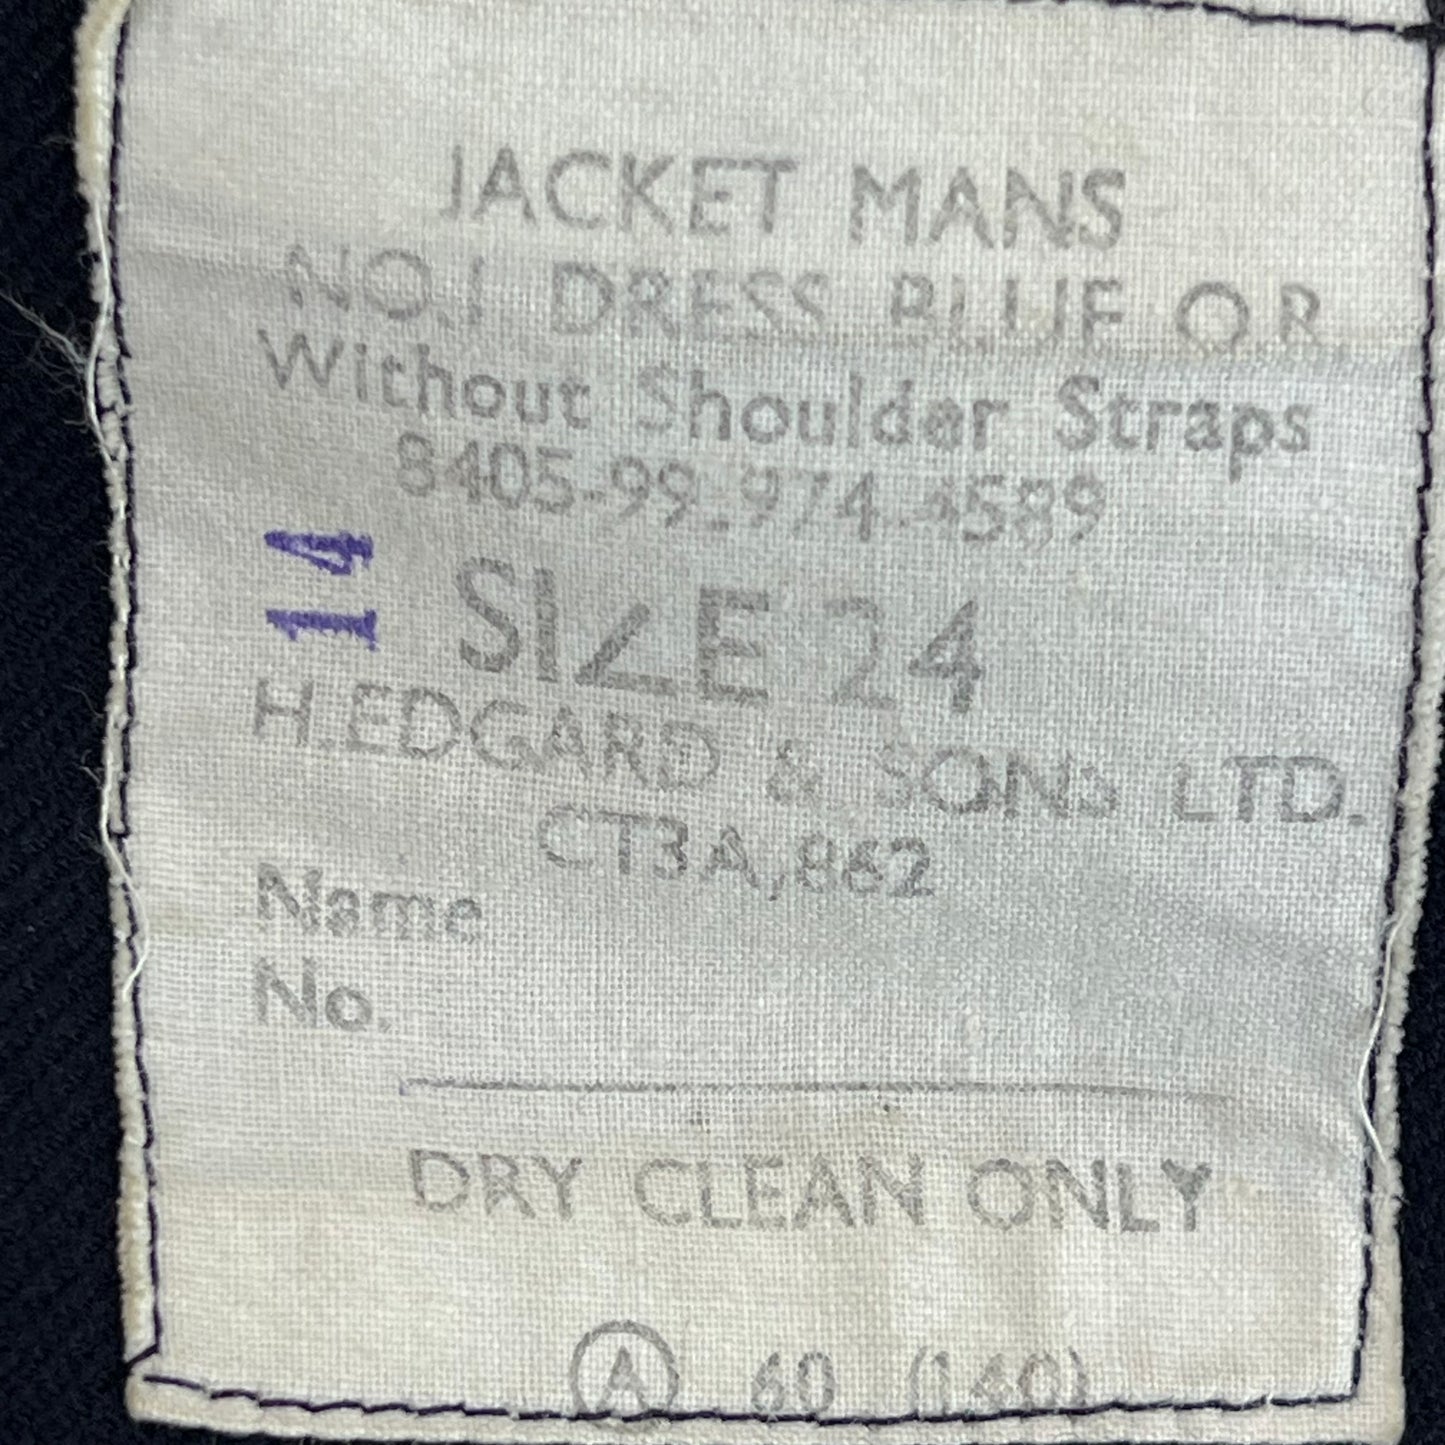 JACKET MANS
NO.1 DRESS BLUE O.R
Without Shoulder Straps
8405-99-974-4589
14
SIZE 24
H.EDGARD & SONS LTD.
CT3A,862
Name
No.
DRY CLEAN ONLY
Ⓐ 60 (140)